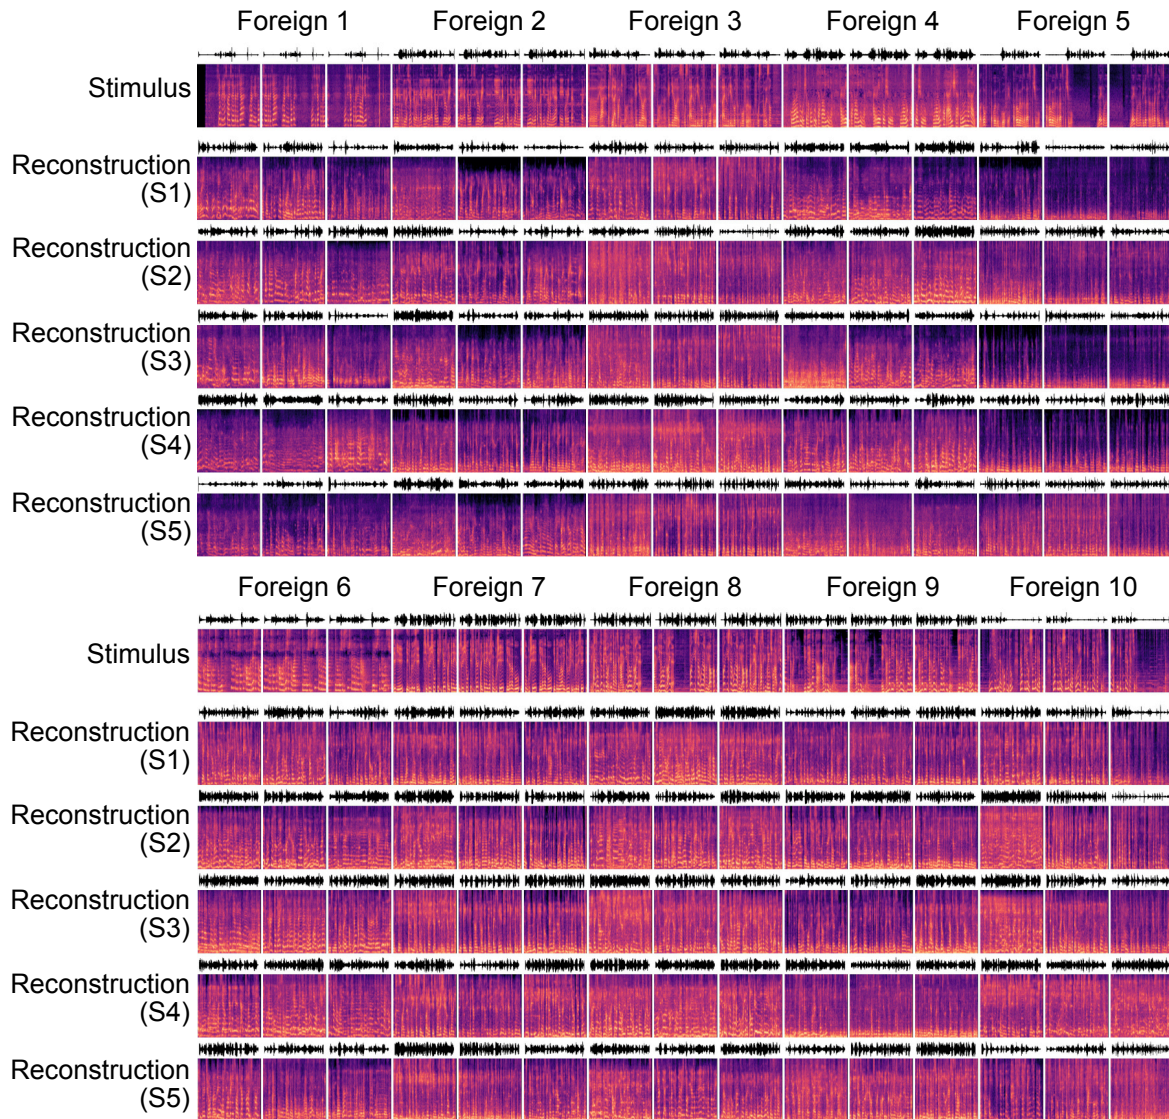 Foreign 1 Foreign 2 Foreign 3 Foreign 4 Foreign 5
Stimulus
Reconstruction
(S1)
Reconstruction
(S2)
Reconstruction
(S3)
Reconstruction
(S4)
Reconstruction
(S5)
Foreign 6 Foreign 7 Foreign 8 Foreign 9 Foreign 10
Stimulus
Reconstruction
(S1)
Reconstruction
(S2)
Reconstruction
(S3)
Reconstruction
(S4)
Reconstruction
(S5)